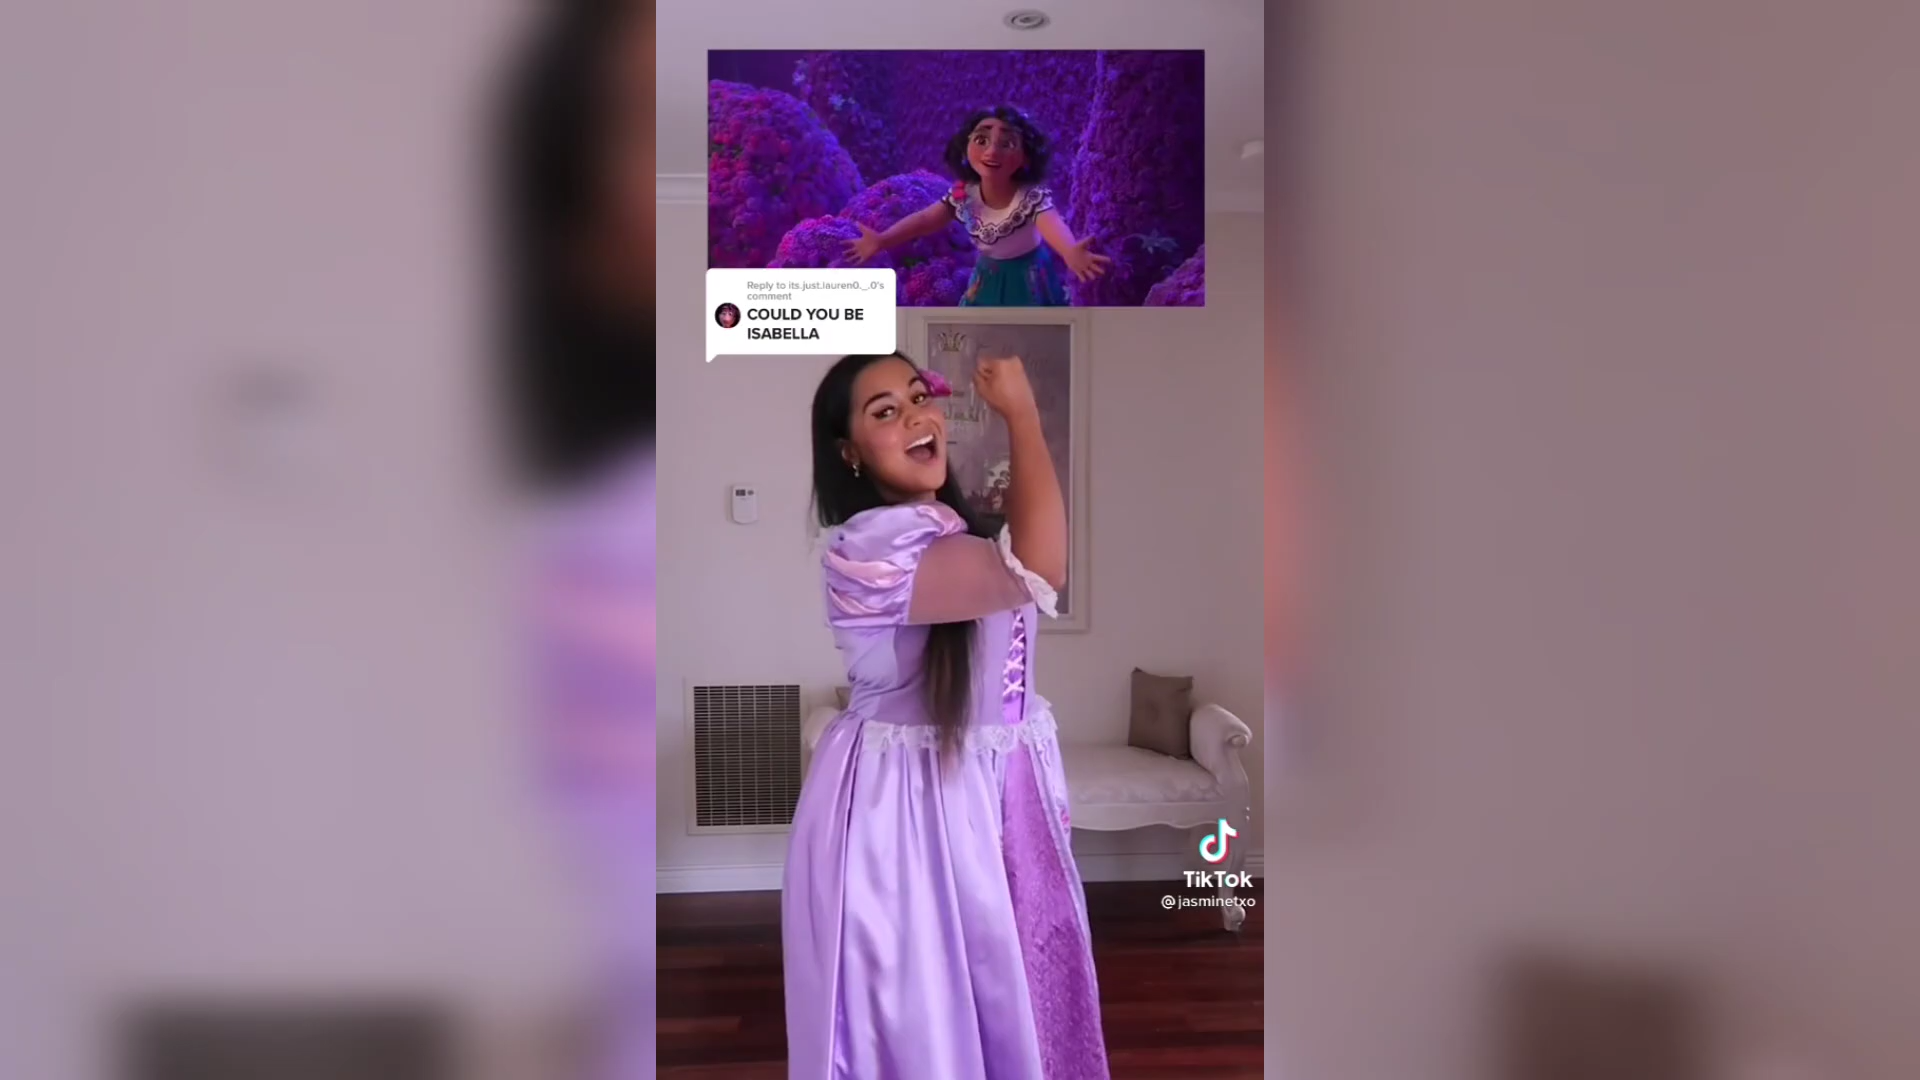 Reply to its.just.lauren0._.0's
comment
COULD YOU BE
ISABELLA
TikTok
@jasminetxo